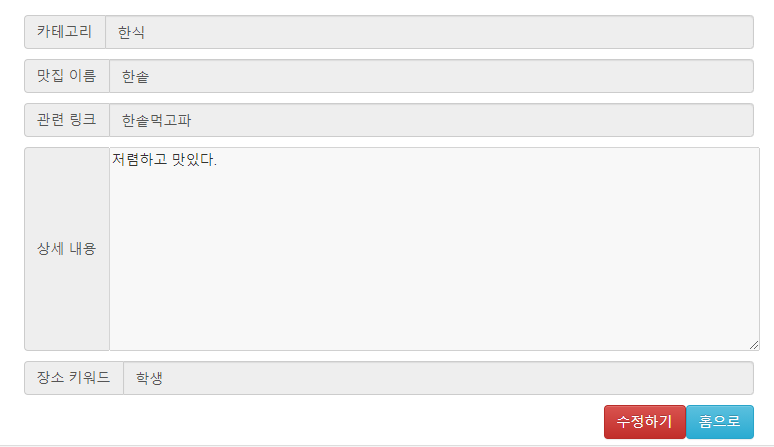 카테고리 한식
맛집 이름 한솥
관련 링크 한솥먹고파
저렴하고 맛있다.
상세 내용
장소 키워드 학생
수정하기 홈으로